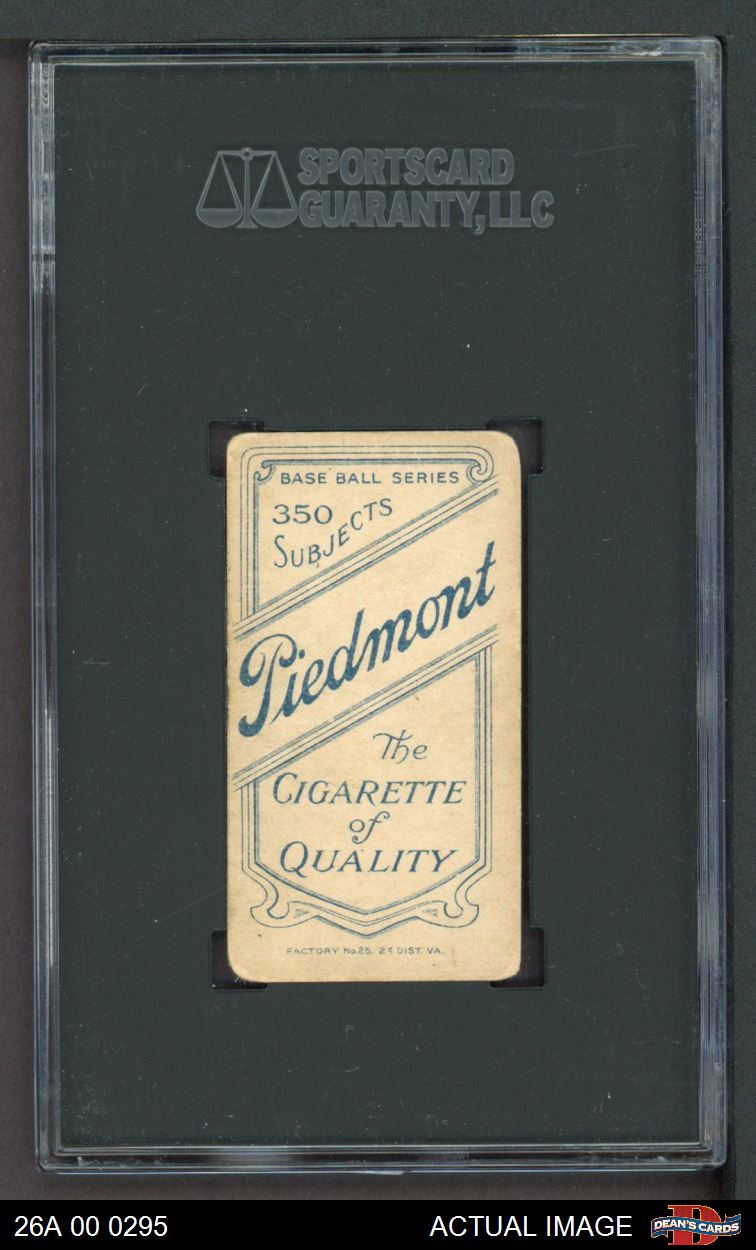 SPORTSCARD
GUARANTY, LLC
BASE BALL SERIES
350
SUBJECTS
Piedmont
The
CIGARETTE
of
QUALITY
FACTORY No.25. 2d DIST. VA.
26A 00 0295
ACTUAL IMAGE
D
DEAN'S CARDS